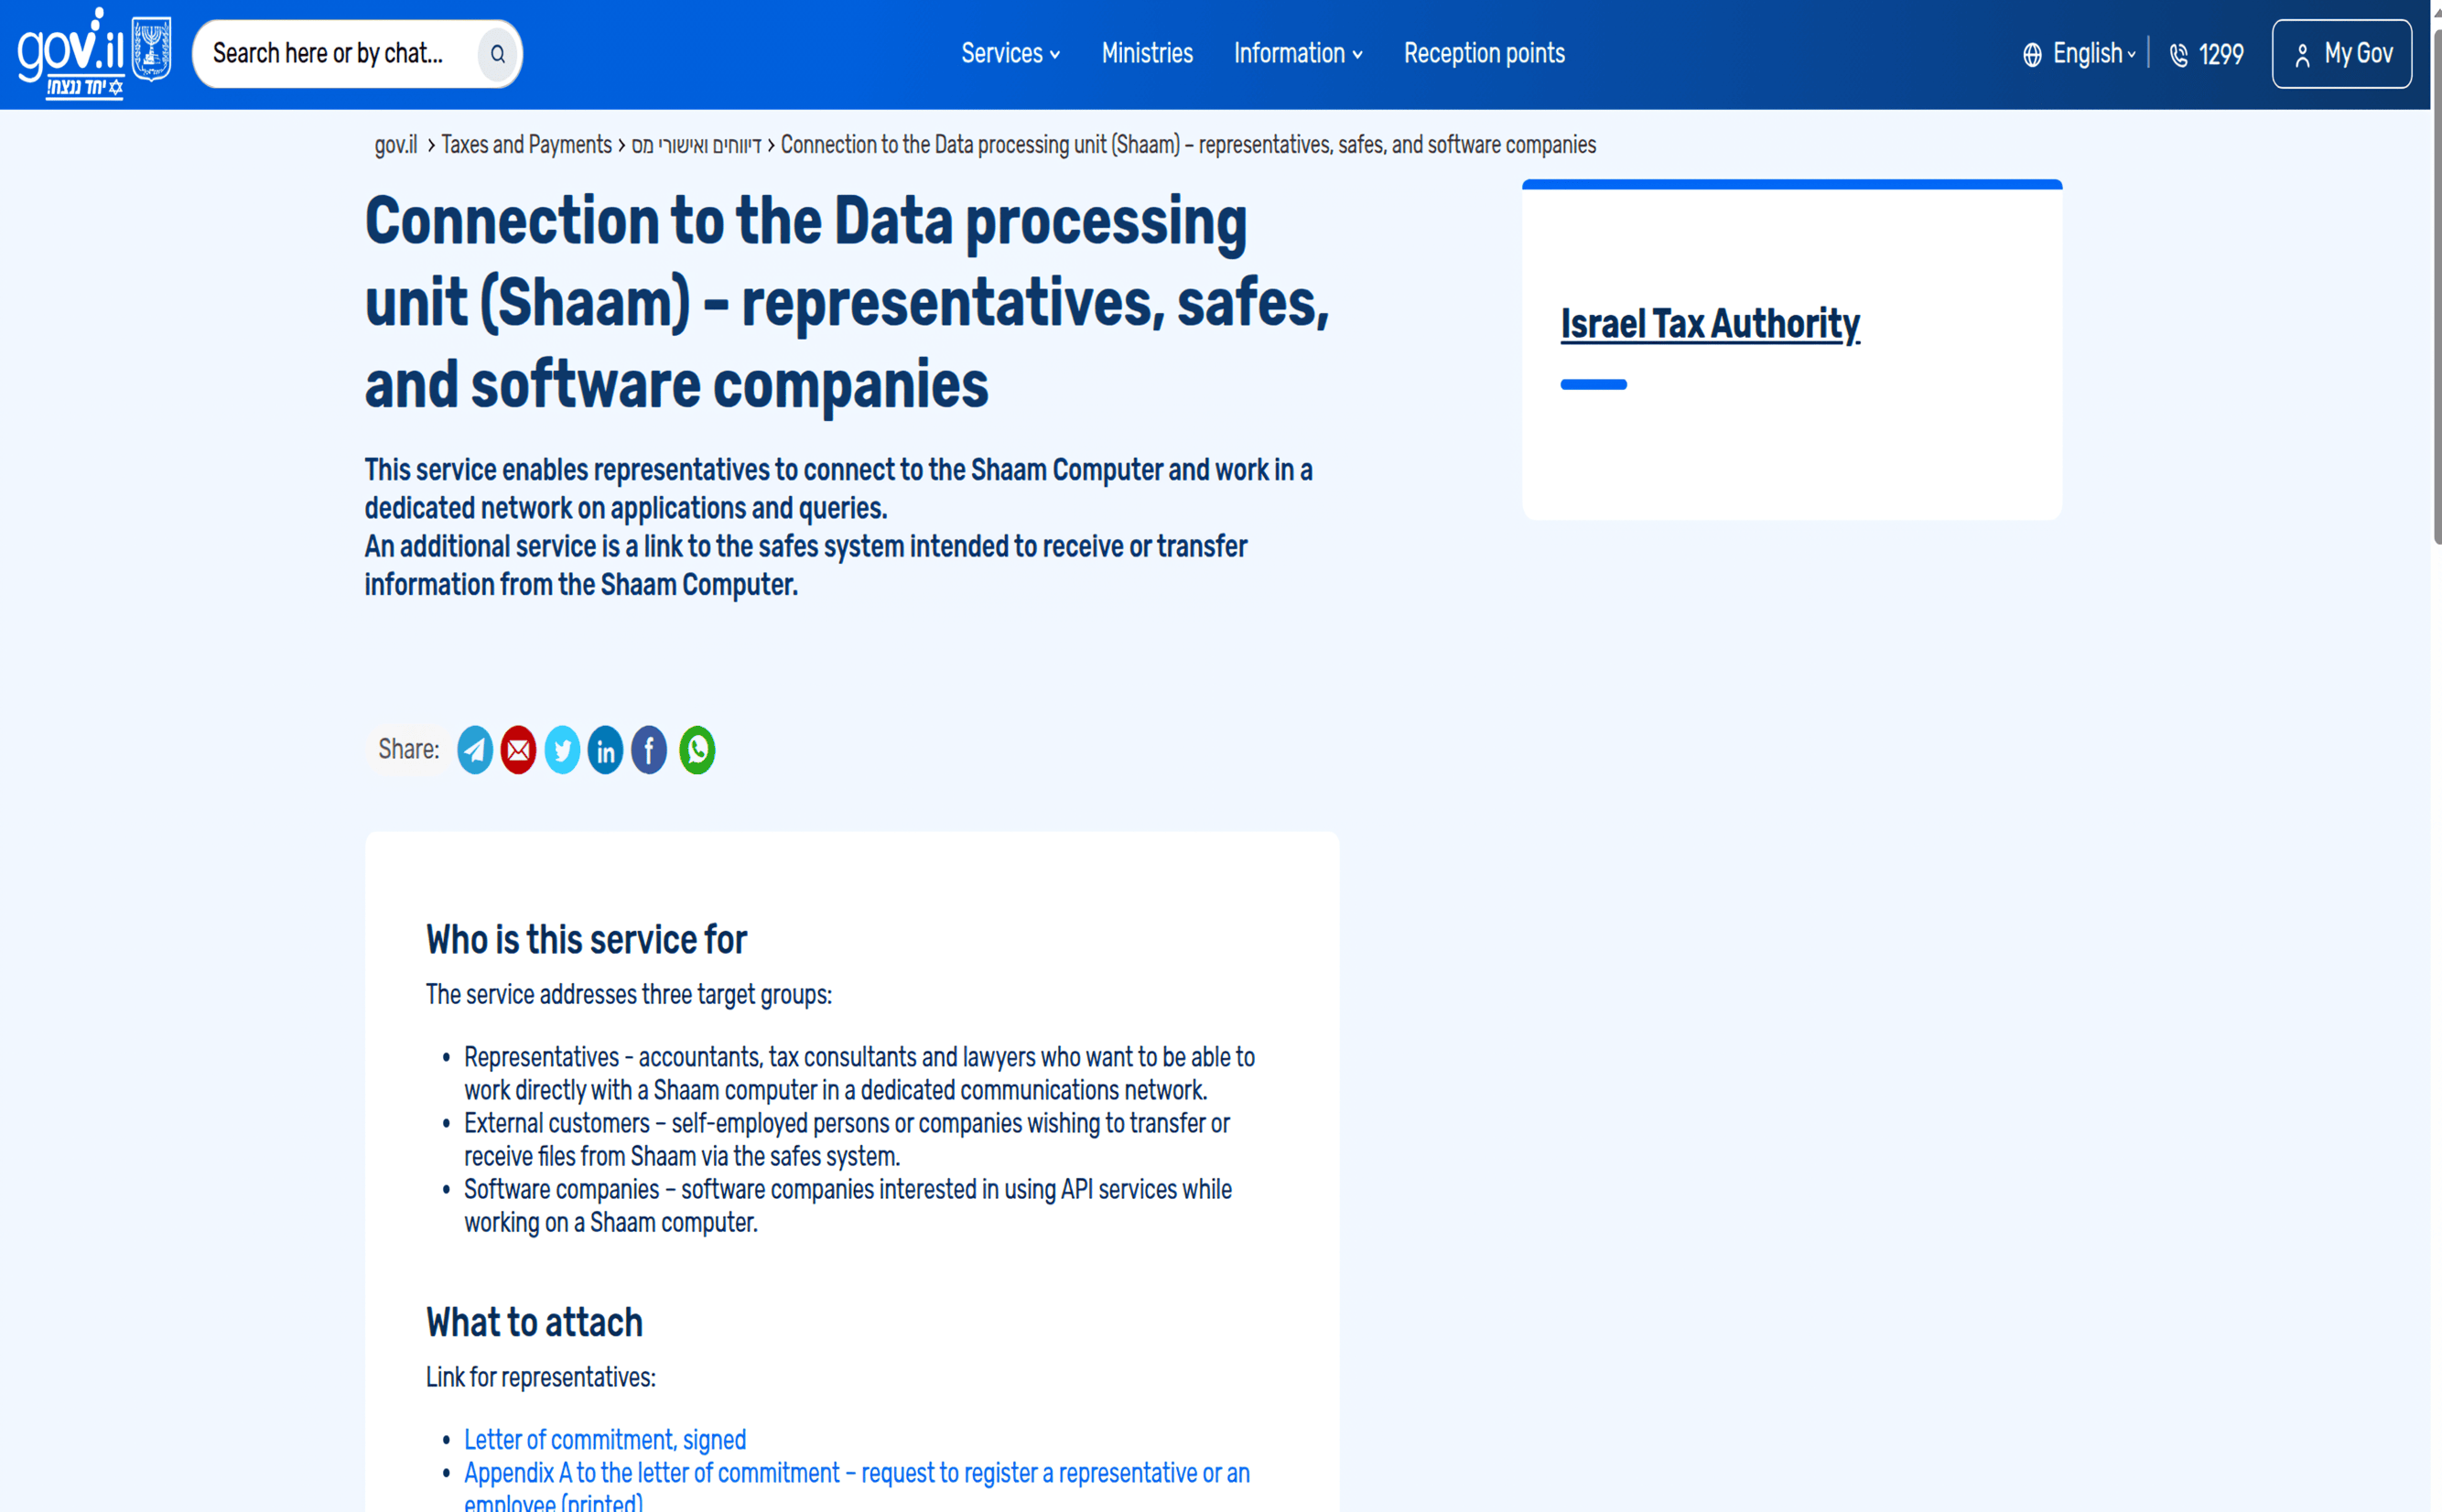 gov.il
יחד ננצח!
Search here or by chat...
Services
Ministries
Information
Reception points
English
1299
My Gov
gov.il > Taxes and Payments > דיווחים ואישורי מס > Connection to the Data processing unit (Shaam) – representatives, safes, and software companies
Connection to the Data processing
unit (Shaam) – representatives, safes,
and software companies
Israel Tax Authority
This service enables representatives to connect to the Shaam Computer and work in a
dedicated network on applications and queries.
An additional service is a link to the safes system intended to receive or transfer
information from the Shaam Computer.
Share:
Who is this service for
The service addresses three target groups:
• Representatives - accountants, tax consultants and lawyers who want to be able to
work directly with a Shaam computer in a dedicated communications network.
• External customers – self-employed persons or companies wishing to transfer or
receive files from Shaam via the safes system.
• Software companies – software companies interested in using API services while
working on a Shaam computer.
What to attach
Link for representatives:
• Letter of commitment, signed
• Appendix A to the letter of commitment – request to register a representative or an
employee (printed)